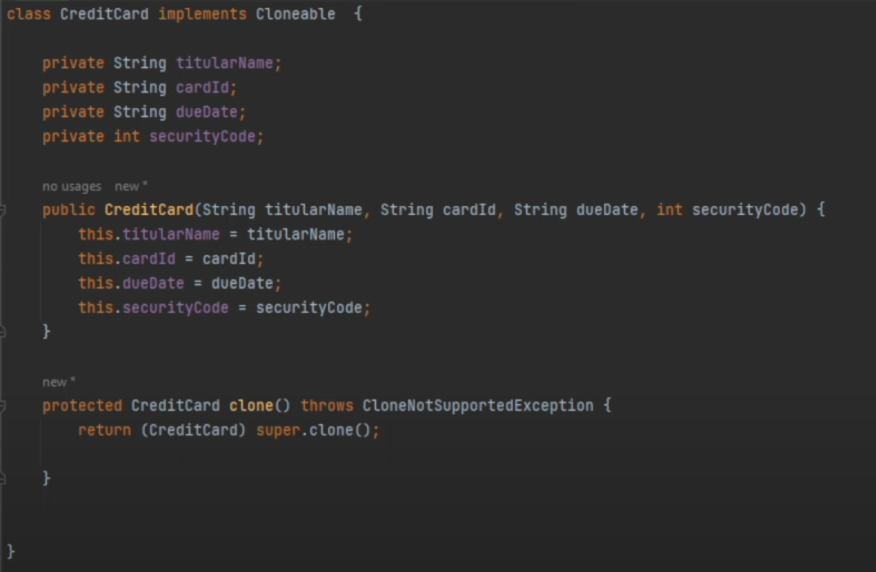 class CreditCard implements Cloneable  {
private String titularName;
private String cardId;
private String dueDate;
private int securityCode;
no usages   new *
public CreditCard(String titularName, String cardId, String dueDate, int securityCode) {
this.titularName = titularName;
this.cardId = cardId;
this.dueDate = dueDate;
this.securityCode = securityCode;
}
new *
protected CreditCard clone() throws CloneNotSupportedException {
return (CreditCard) super.clone();
}
}